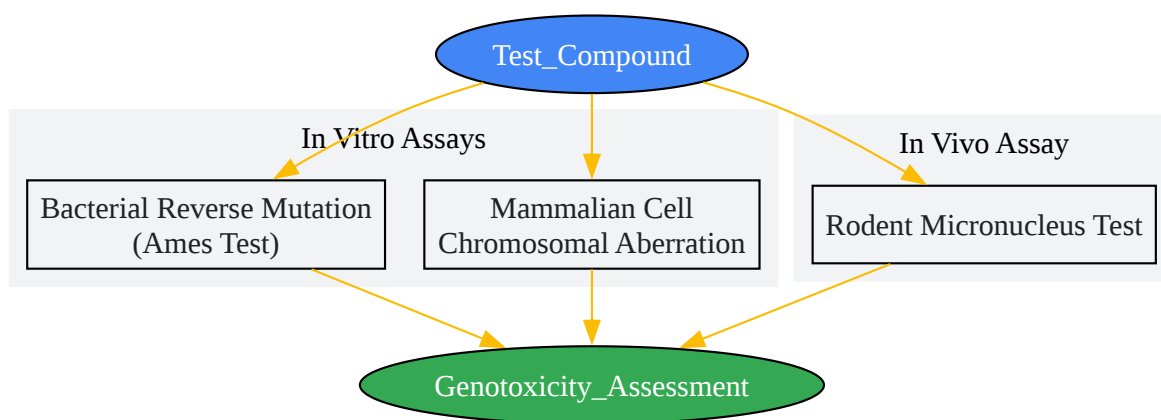 Test_Compound
In Vitro Assays
In Vivo Assay
Bacterial Reverse Mutation
(Ames Test)
Mammalian Cell
Chromosomal Aberration
Rodent Micronucleus Test
Genotoxicity_Assessment